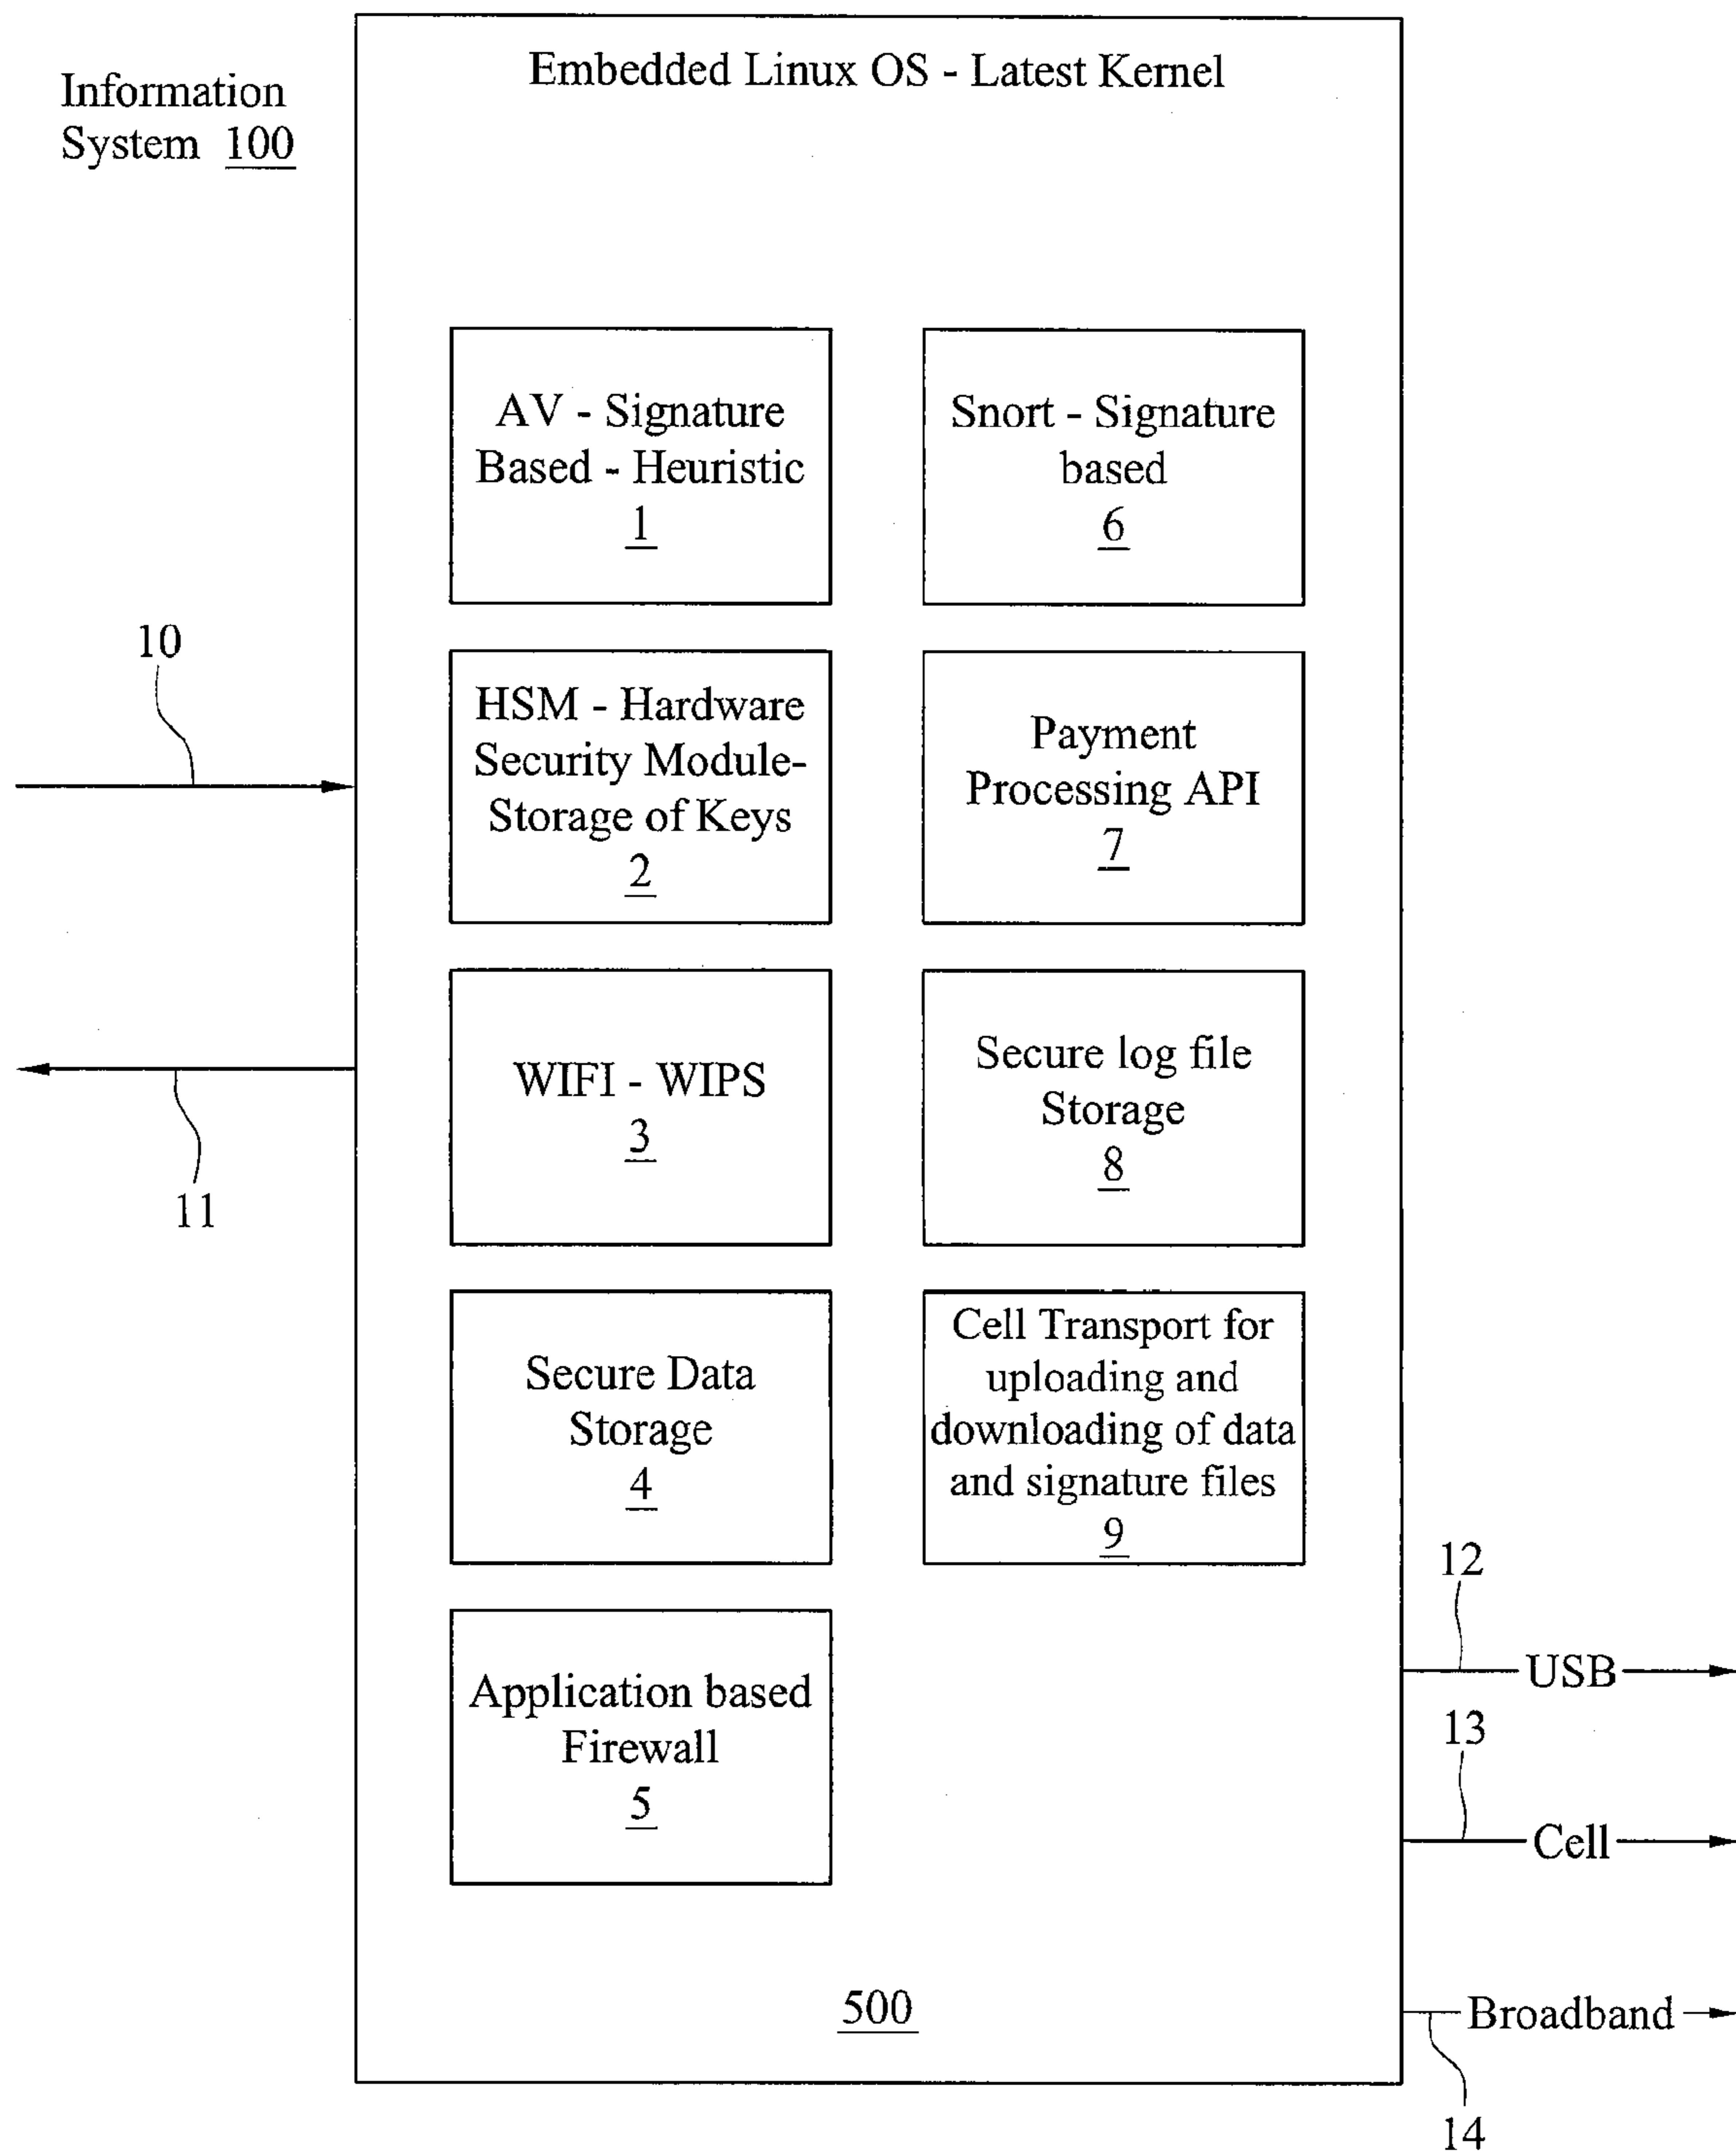 Information
System 100
Embedded Linux OS - Latest Kernel
AV - Signature
Based - Heuristic
1
Snort - Signature
based
6
10
HSM - Hardware
Security Module-
Storage of Keys
2
Payment
Processing API
7
11
WIFI - WIPS
3
Secure log file
Storage
8
Secure Data
Storage
4
Cell Transport for
uploading and
downloading of data
and signature files
9
Application based
Firewall
5
12
USB
13
Cell
500
Broadband
14